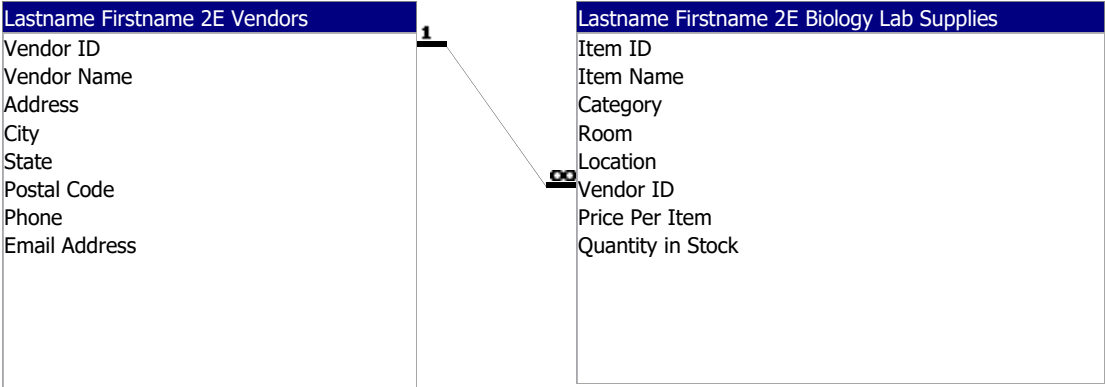 Lastname Firstname 2E Vendors
Vendor ID
Vendor Name
Address
City
State
Postal Code
Phone
Email Address
1
∞
Lastname Firstname 2E Biology Lab Supplies
Item ID
Item Name
Category
Room
Location
Vendor ID
Price Per Item
Quantity in Stock